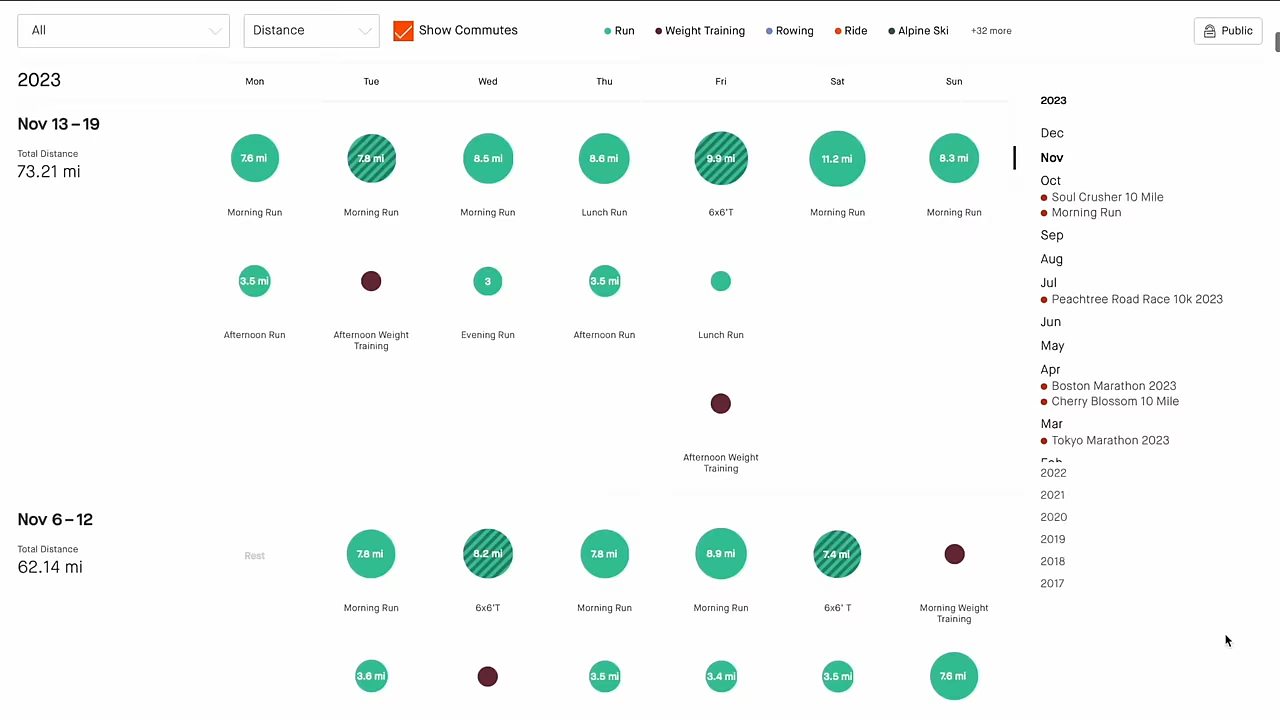 All
Distance
Show Commutes
Run
Weight Training
Rowing
Ride
Alpine Ski
+32 more
Public
2023
Mon
Tue
Wed
Thu
Fri
Sat
Sun
Nov 13 – 19
Total Distance
73.21 mi
7.6 mi
7.8 mi
8.5 mi
8.6 mi
9.9 mi
11.2 mi
8.3 mi
Morning Run
Morning Run
Morning Run
Lunch Run
6x6'T
Morning Run
Morning Run
3.5 mi
3
3.5 mi
Afternoon Run
Afternoon Weight
Training
Evening Run
Afternoon Run
Lunch Run
Afternoon Weight
Training
Nov 6 – 12
Total Distance
62.14 mi
Rest
7.8 mi
8.2 mi
7.8 mi
8.9 mi
7.4 mi
Morning Run
6x6'T
Morning Run
Morning Run
6x6' T
Morning Weight
Training
3.6 mi
3.5 mi
3.4 mi
3.5 mi
7.6 mi
2023
Dec
Nov
Oct
Soul Crusher 10 Mile
Morning Run
Sep
Aug
Jul
Peachtree Road Race 10k 2023
Jun
May
Apr
Boston Marathon 2023
Cherry Blossom 10 Mile
Mar
Tokyo Marathon 2023
Feb
2022
2021
2020
2019
2018
2017